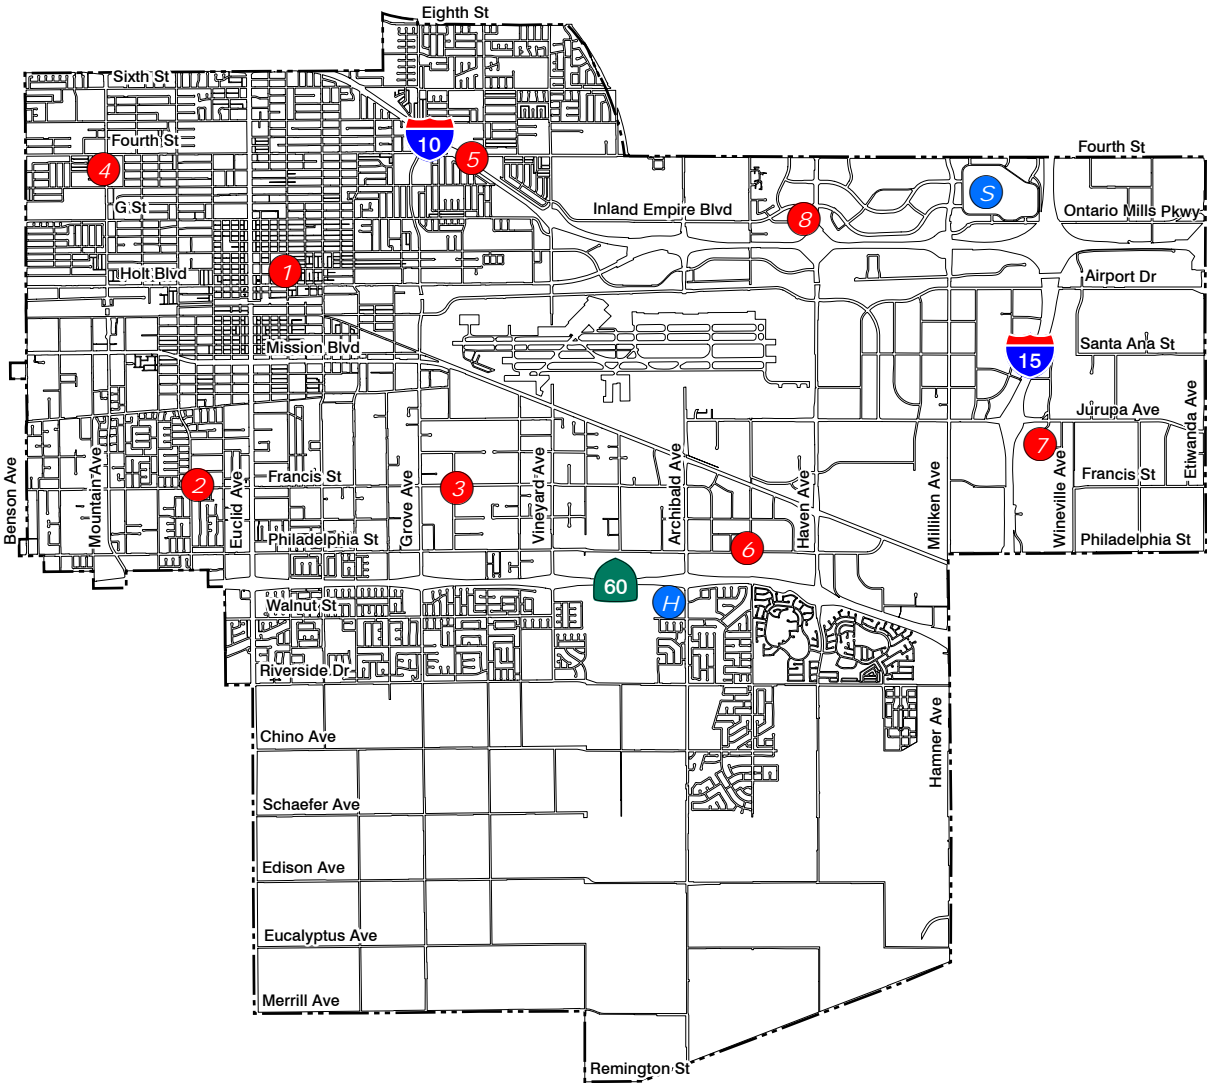 Eighth St
Sixth St
Fourth St
10
Fourth St
5
4
S
G St
Inland Empire Blvd
8
Ontario Mills Pkwy
Holt Blvd
1
Airport Dr
Mission Blvd
15
Santa Ana St
Jurupa Ave
Etiwanda Ave
7
Benson Ave
Mountain Ave
2
Euclid Ave
Francis St
Grove Ave
3
Vineyard Ave
Archibald Ave
Haven Ave
Milliken Ave
Wineville Ave
Francis St
Philadelphia St
6
Philadelphia St
60
H
Walnut St
Riverside Dr
Chino Ave
Hamner Ave
Schaefer Ave
Edison Ave
Eucalyptus Ave
Merrill Ave
Remington St